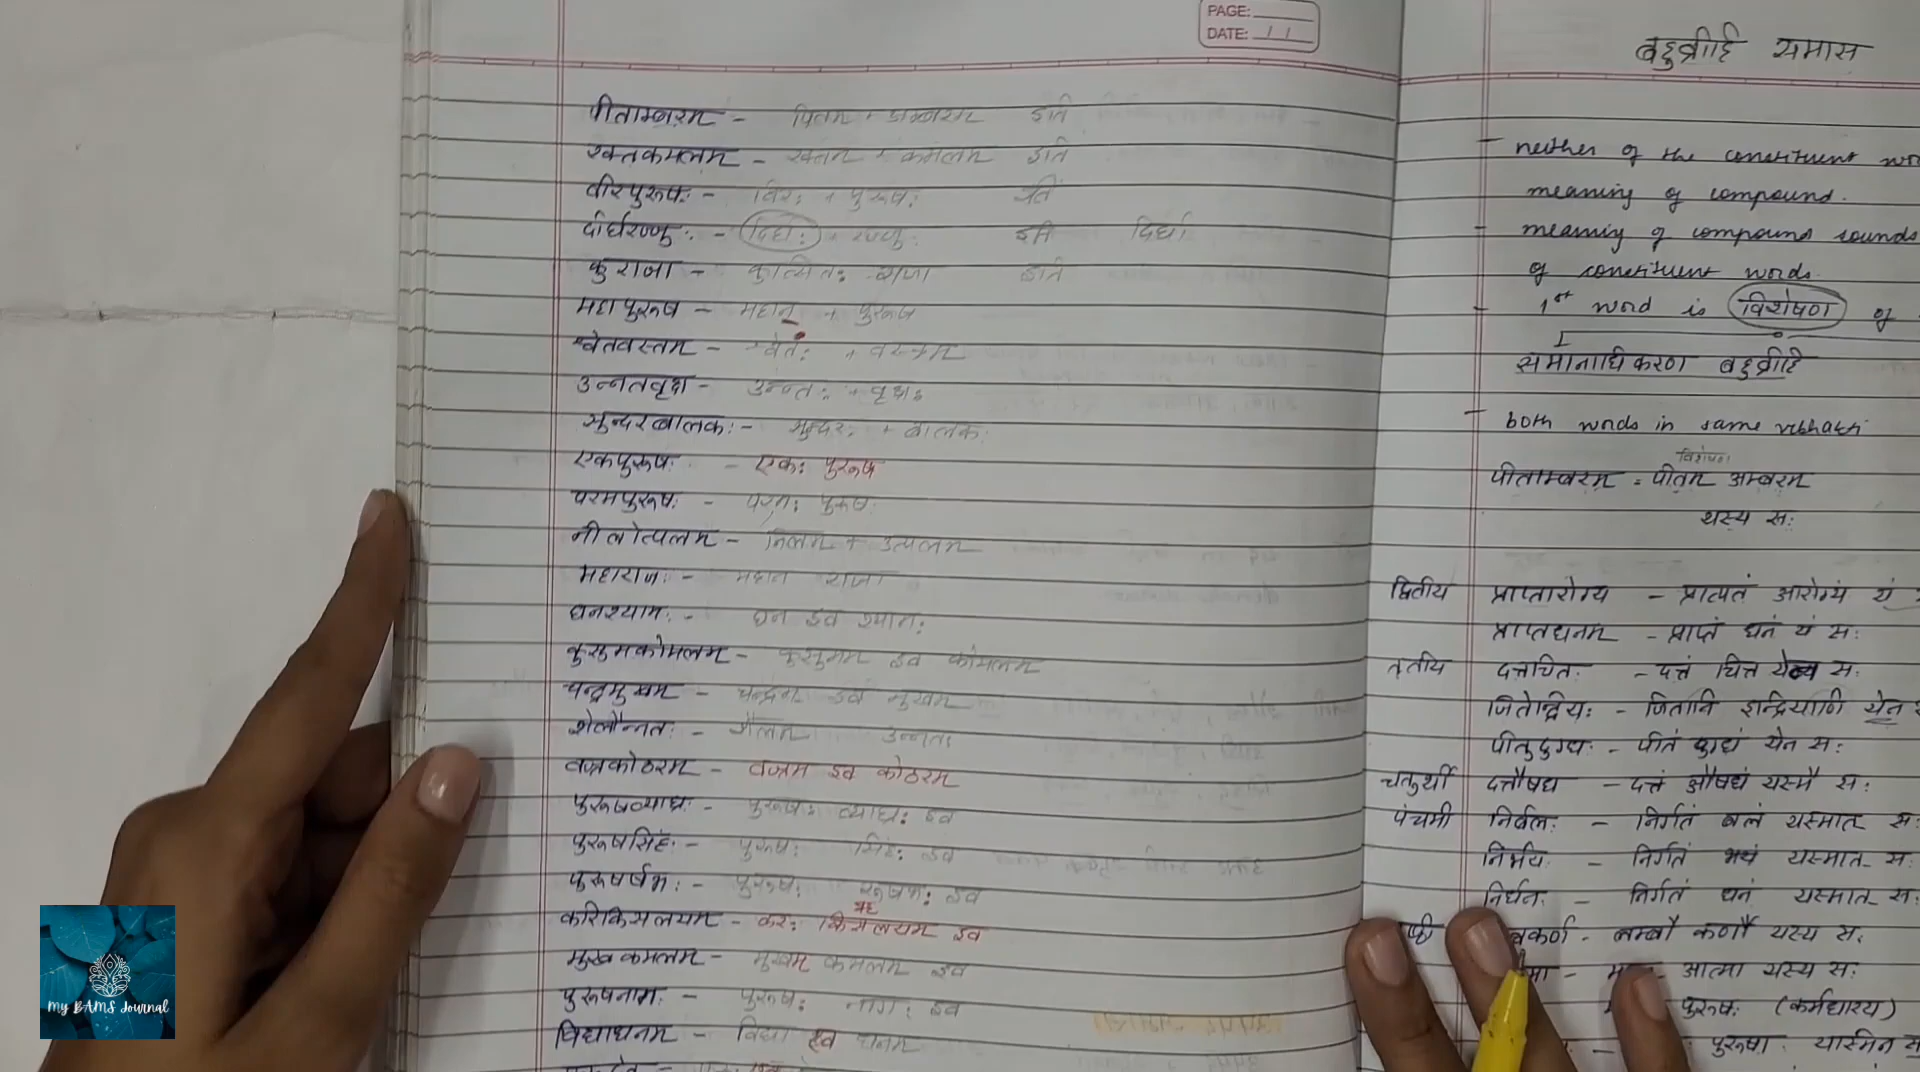 PAGE:
DATE:
पीताम्बरम - पितम + अम्बरम इति
रक्तकमलम - रक्तम + कमलम इति
वीरपुरूषः - विरः + पुरूषः इति
दीर्घरज्जुः - दिर्घाः + रज्जुः इति दिर्घा
कुराजा - कुत्सितः राजा इति
महापुरूष - महान् + पुरूष
श्वेतवस्तम - श्वेतः + वस्त्रम
उन्नतवृक्ष - उन्नतः + वृक्षः
सुन्दरबालकः - सुन्दरः + बालकः
एकपुरूषः - एकः पुरूष
परमपुरूषः - परमः पुरूषः
नीलोत्पलम - निलम + उत्पलम
महाराजः - महान राजा
घनश्यामः - घन इव श्यामः
कुसुमकोमलम - कुसुमम इव कोमलम
चन्द्रमुखम - चन्द्रमः इव मुखम
शैलोन्नतः - शैलम उन्नतः
वज्रकोठरम - वज्रम इव कोठरम
पुरूषव्याघ्रः - पुरूषः व्याघ्रः इव
पुरूषसिंहः - पुरूषः सिंहः इव
पुरूषर्षभः - पुरूषः ऋषभः इव
करकिसलयम - करः किसलयम इव
मुखकमलम - मुखम कमलम इव
पुरूषनागः - पुरूषः नागः इव
विद्याधनम - विद्या इव धनम
बहुव्रीहि समास
- neither of the constituent
meaning of compound.
- meaning of compound sounds
of constituent words.
- 1st word is विशेषण of
समानाधिकरण बहुव्रीहि
- both words in same vibhakti
विशेषण
पीताम्बरम = पीतम अम्बरम
यस्य सः
द्वितीय प्राप्तारोग्य - प्राप्तं आरोग्यं यं
प्राप्तधनम - प्राप्तं धनं यं सः
तृतीय दत्तचितः - दत्तं चित्त येन सः
जितेन्द्रियः - जितानि इन्द्रियाणि येन
पीतदुग्धः - पीतं दुग्धं येन सः
चतुर्थी दत्तौषध - दत्तं औषधं यस्मै सः
पंचमी निर्बलः - निर्गतं बलं यस्मात सः
निर्भयः - निर्गतं भयं यस्मात सः
निर्धनः - निर्गतं धनं यस्मात सः
- लम्बौ कर्णौ यस्य सः
- आत्मा यस्य सः
पुरूषः (कर्मधारय)
- पुरूषाः यस्मिन
My BAMS Journal